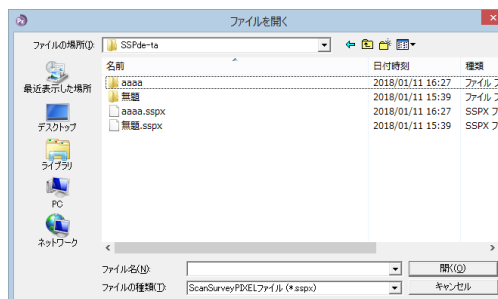 ファイルを開く
ファイルの場所(I):
SSPde-ta
名前
日付時刻
種類
aaaa
2018/01/11 16:27
ファイル フ
無題
2018/01/11 15:39
ファイル フ
aaaa.sspx
2018/01/11 16:27
SSPX フ
無題.sspx
2018/01/11 15:39
SSPX フ
最近表示した場所
デスクトップ
ライブラリ
PC
ネットワーク
ファイル名(N):
開く(O)
ファイルの種類(T):
ScanSurveyPIXELファイル (*.sspx)
キャンセル